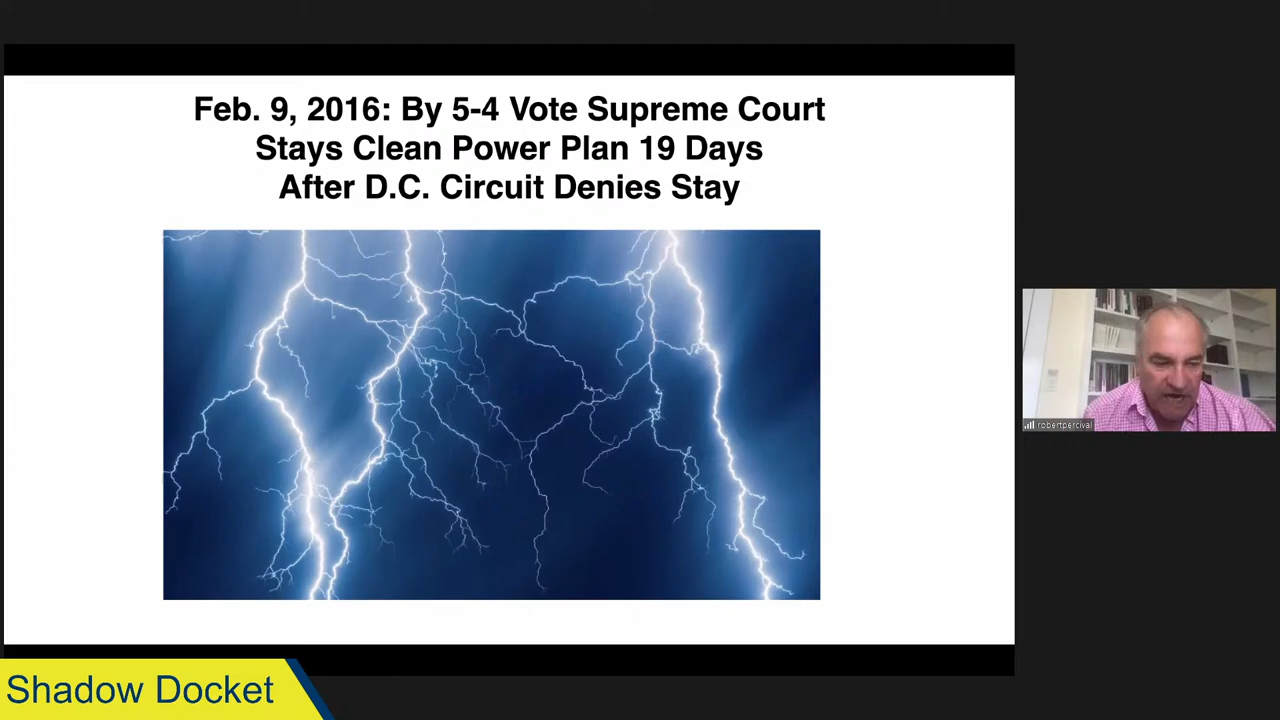 Feb. 9, 2016: By 5-4 Vote Supreme Court
Stays Clean Power Plan 19 Days
After D.C. Circuit Denies Stay
robertpercival
Shadow Docket